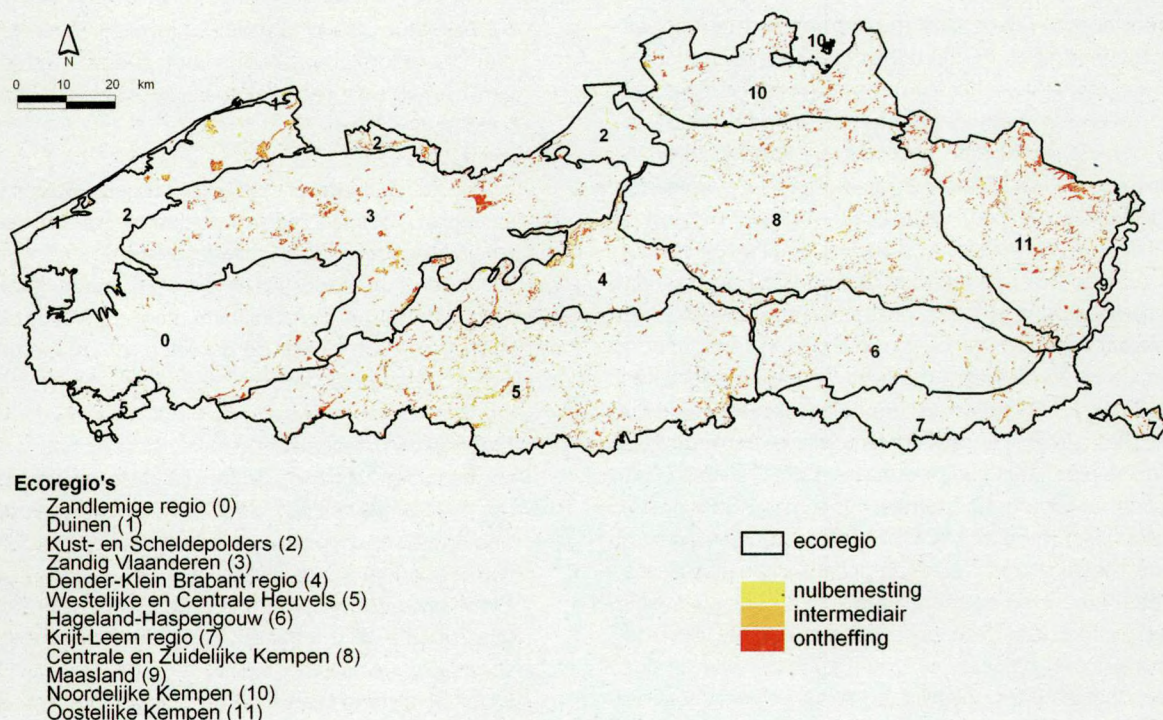 N
0 10 20 km
10
10
1
2
2
1
2
3
8
11
4
9
0
6
5
5
7
7
Ecoregio's
Zandlemige regio (0)
Duinen (1)
Kust- en Scheldepolders (2)
Zandig Vlaanderen (3)
Dender-Klein Brabant regio (4)
Westelijke en Centrale Heuvels (5)
Hageland-Haspengouw (6)
Krijt-Leem regio (7)
Centrale en Zuidelijke Kempen (8)
Maasland (9)
Noordelijke Kempen (10)
Oostelijke Kempen (11)
ecoregio
nulbemesting
intermediair
ontheffing